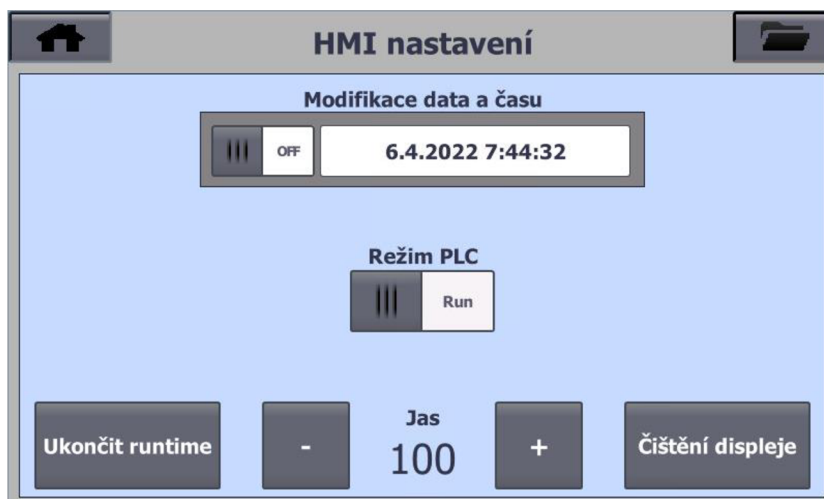 HMI nastavení
Modifikace data a času
OFF 6.4.2022 7:44:32
Režim PLC
Run
Jas
Ukončit runtime - 100 + Čištění displeje